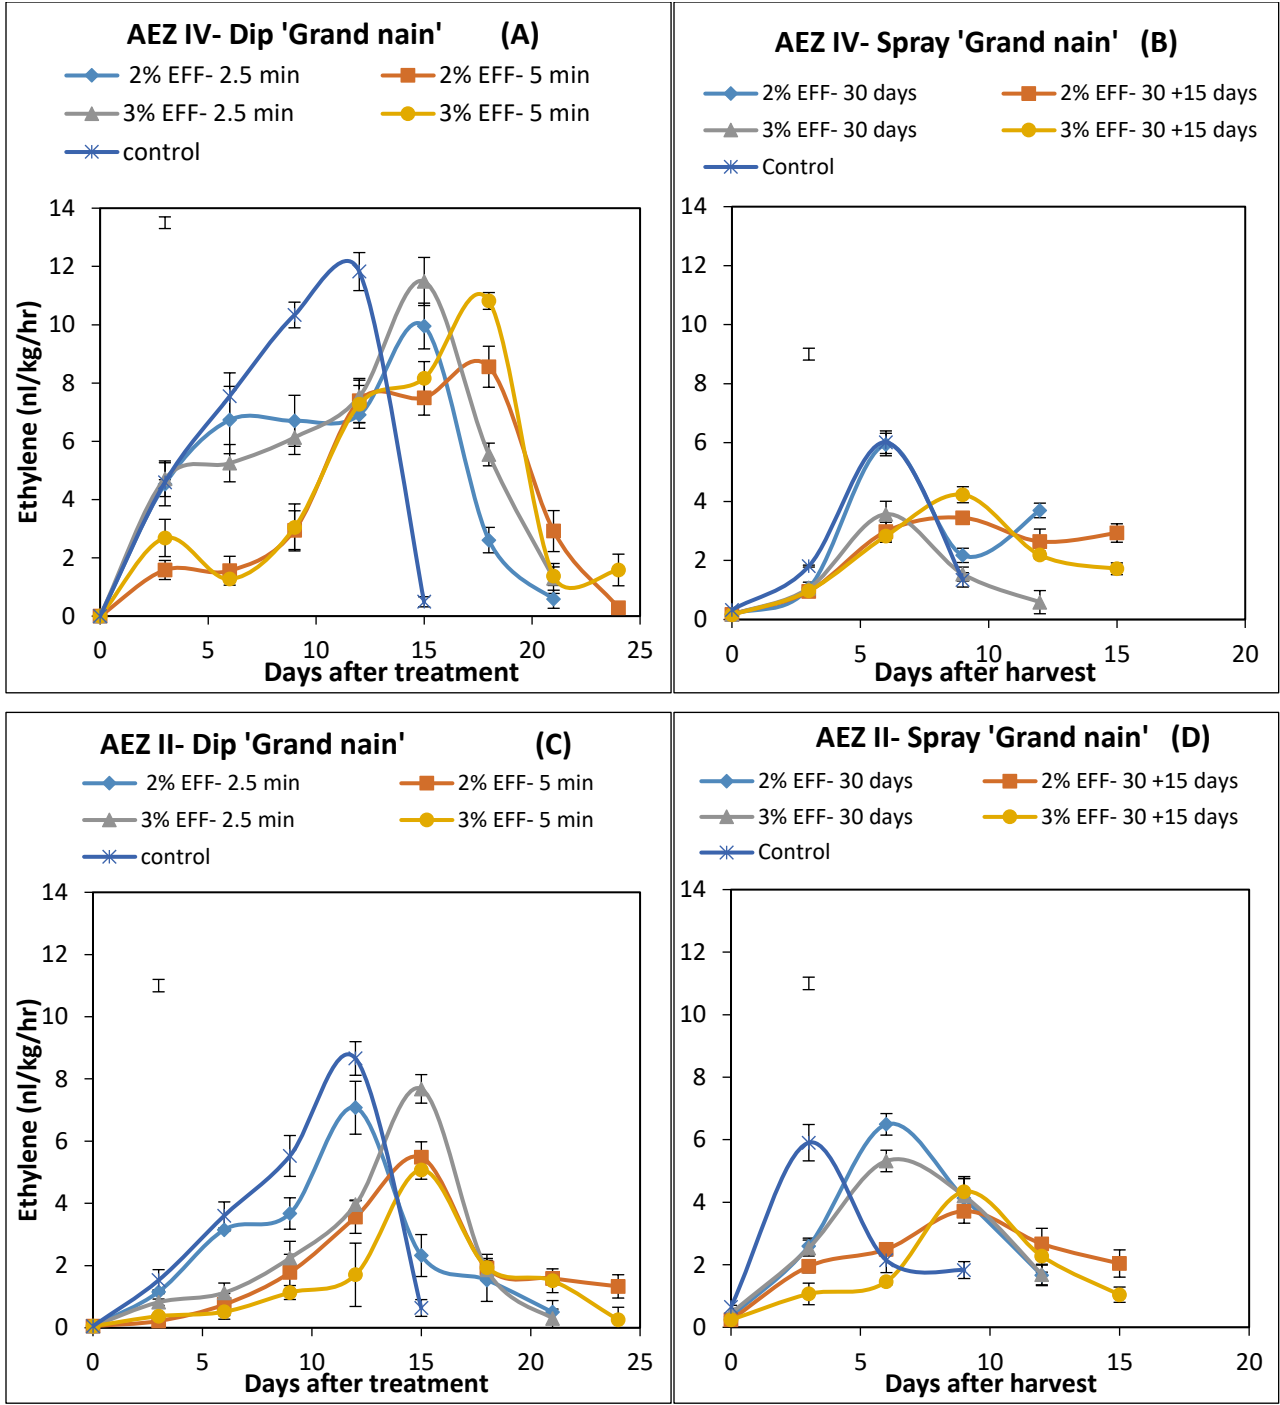 AEZ IV- Dip 'Grand nain' (A)
2% EFF- 2.5 min 2% EFF- 5 min
3% EFF- 2.5 min 3% EFF- 5 min
control
14
12
10
8
6
4
2
0
Ethylene (nl/kg/hr)
0 5 10 15 20 25
Days after treatment
AEZ IV- Spray 'Grand nain' (B)
2% EFF- 30 days 2% EFF- 30 +15 days
3% EFF- 30 days 3% EFF- 30 +15 days
Control
14
12
10
8
6
4
2
0
0 5 10 15 20
Days after harvest
AEZ II- Dip 'Grand nain' (C)
2% EFF- 2.5 min 2% EFF- 5 min
3% EFF- 2.5 min 3% EFF- 5 min
control
14
12
10
8
6
4
2
0
Ethylene (nl/kg/hr)
0 5 10 15 20 25
Days after treatment
AEZ II- Spray 'Grand nain' (D)
2% EFF- 30 days 2% EFF- 30 +15 days
3% EFF- 30 days 3% EFF- 30 +15 days
Control
14
12
10
8
6
4
2
0
0 5 10 15 20
Days after harvest